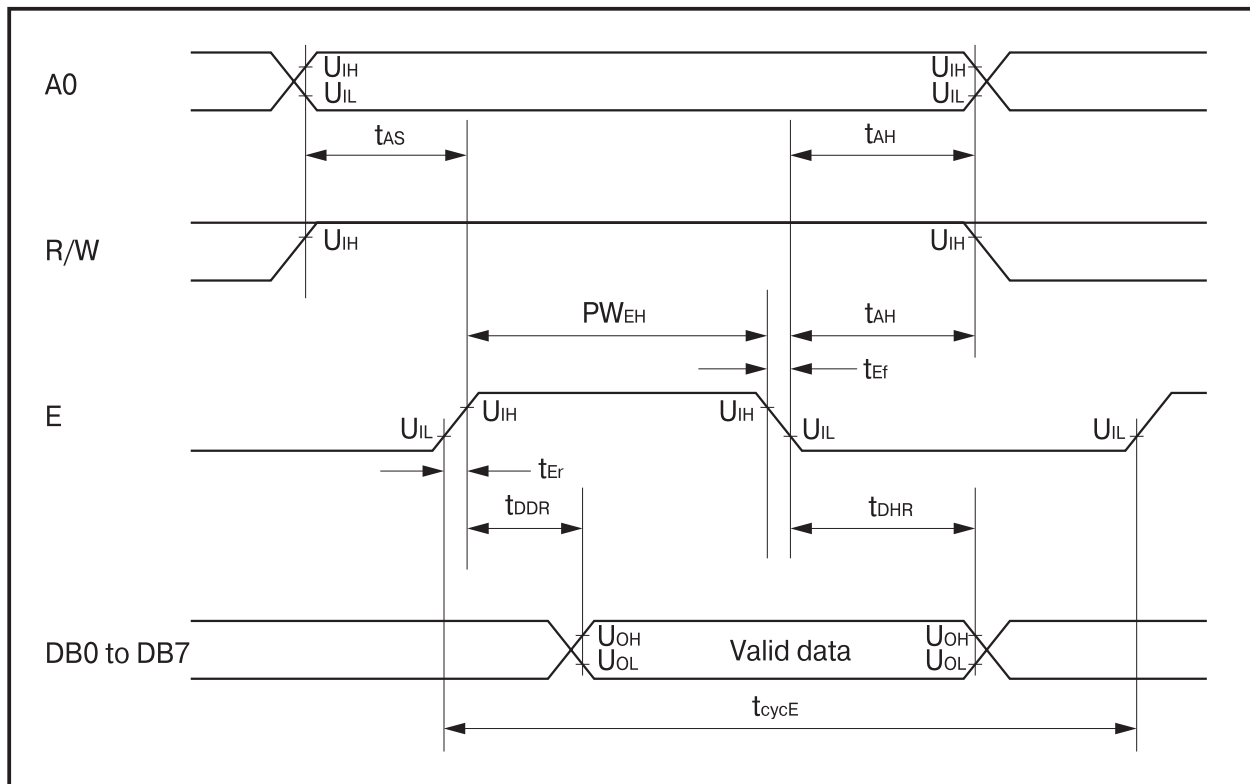 A0
UIH
UIL
UIH
UIL
tAS
tAH
R/W
UIH
UIH
PWEH
tAH
tEf
E
UIL
UIH
UIH
UIL
UIL
tEr
tDDR
tDHR
DB0 to DB7
UOH
UOL
Valid data
UOH
UOL
tcycE